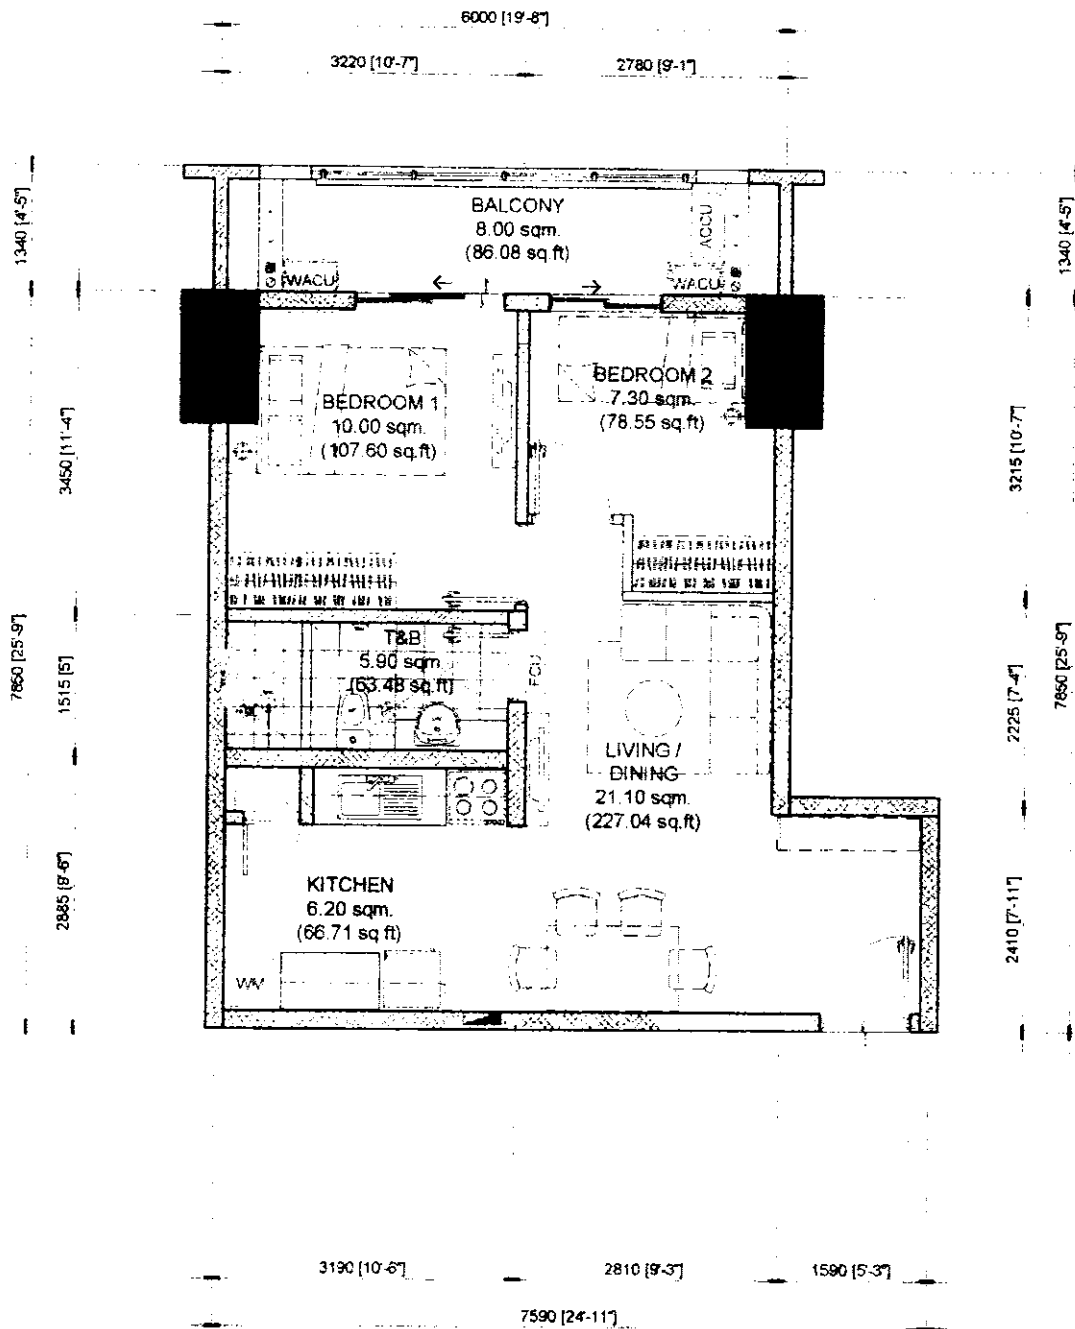 6000 [19'-8"]
3220 [10'-7"]
2780 [9'-1"]
1340 [4'-5"]
1340 [4'-5"]
BALCONY
8.00 sqm.
(86.08 sq.ft)
ACCU
WACU
WACU
BEDROOM 1
10.00 sqm.
(107.60 sq.ft)
BEDROOM 2
7.30 sqm.
(78.55 sq.ft)
3450 [11'-4"]
3215 [10'-7"]
T&B
5.90 sqm
(63.48 sq.ft)
FCU
7850 [25'-9"]
1515 [5']
2225 [7'-4"]
7850 [25'-9"]
LIVING /
DINING
21.10 sqm.
(227.04 sq.ft)
KITCHEN
6.20 sqm.
(66.71 sq ft)
2885 [9'-6"]
2410 [7'-11"]
WM
3190 [10'-6"]
2810 [9'-3"]
1590 [5'-3"]
7590 [24'-11"]